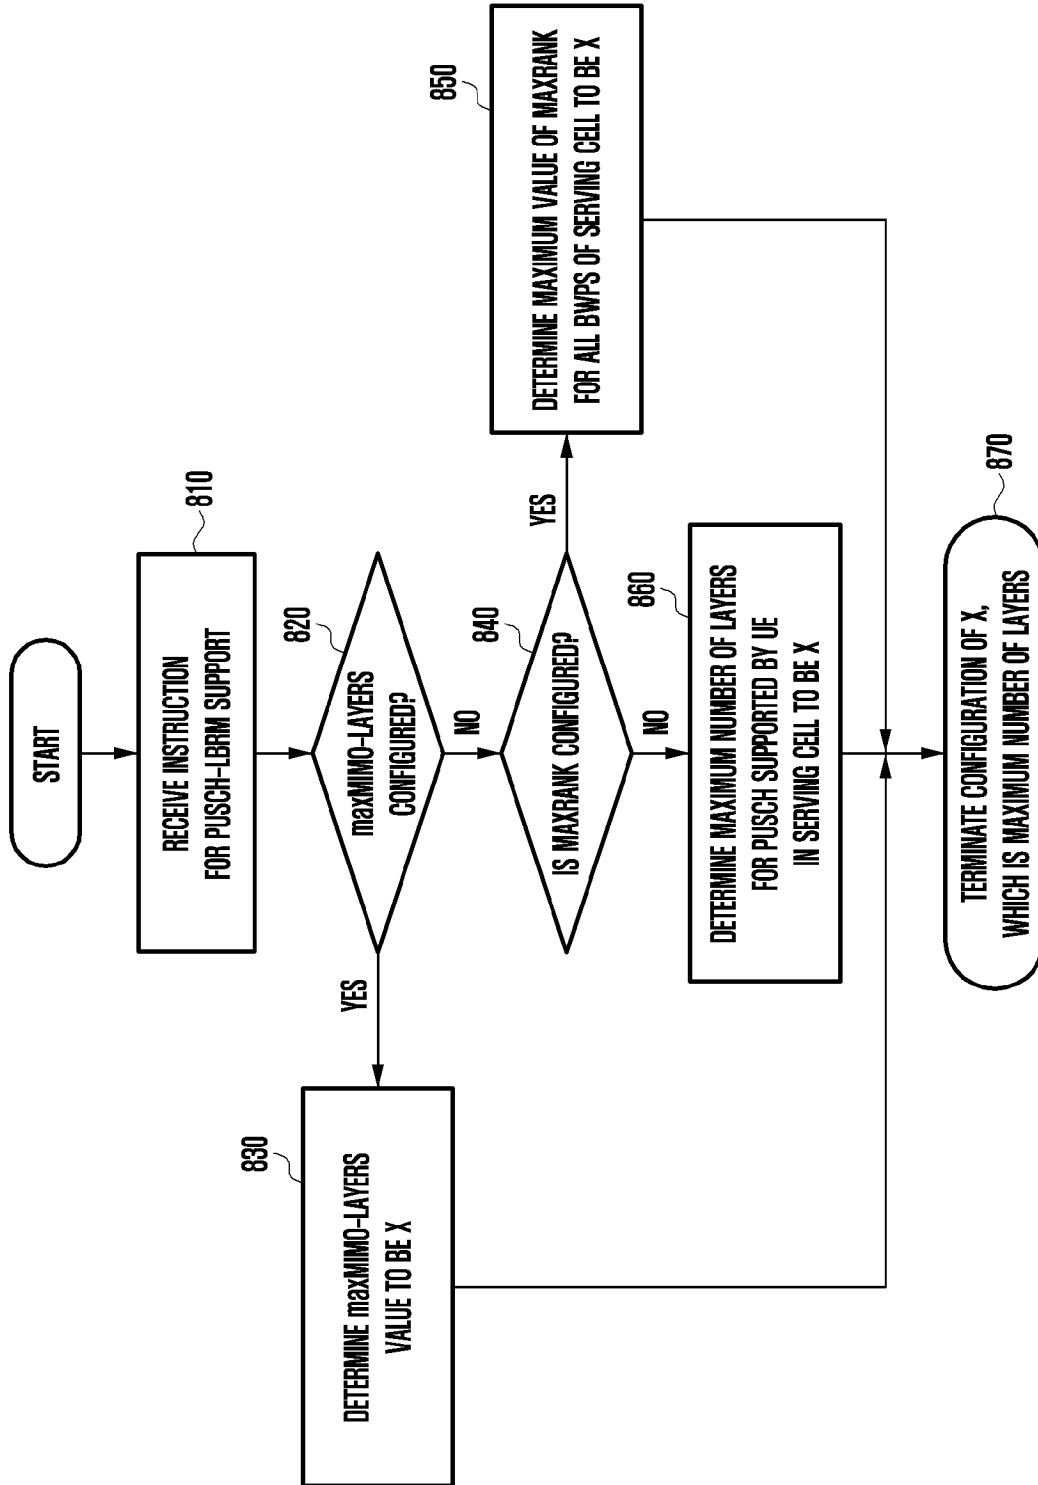 START
RECEIVE INSTRUCTION
FOR PUSCH-LBRM SUPPORT
810
maxMIMO-LAYERS
CONFIGURED?
820
YES
NO
DETERMINE maxMIMO-LAYERS
VALUE TO BE X
830
IS MAXRANK CONFIGURED?
840
YES
NO
DETERMINE MAXIMUM VALUE OF MAXRANK
FOR ALL BWPS OF SERVING CELL TO BE X
850
DETERMINE MAXIMUM NUMBER OF LAYERS
FOR PUSCH SUPPORTED BY UE
IN SERVING CELL TO BE X
860
TERMINATE CONFIGURATION OF X,
WHICH IS MAXIMUM NUMBER OF LAYERS
870